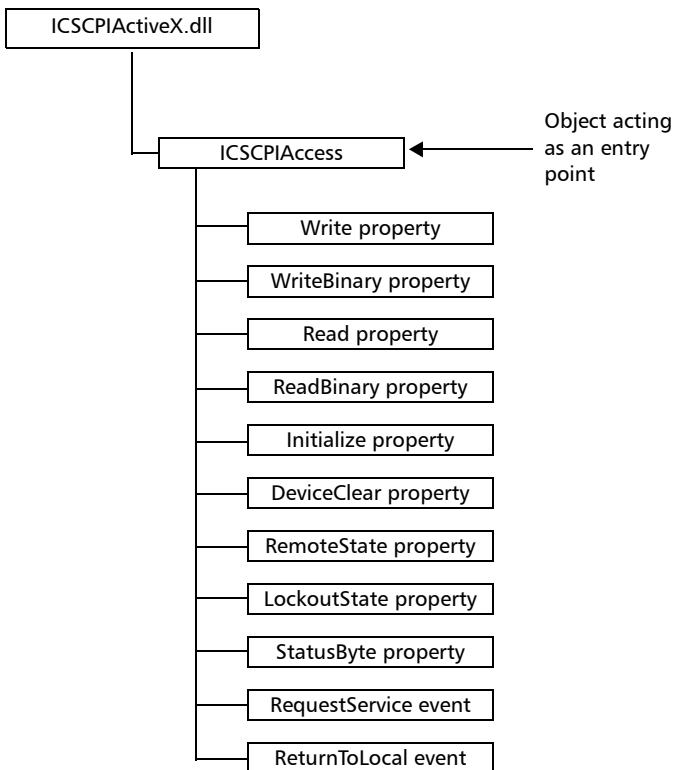 ICSCPIActiveX.dll
ICSCPIAccess
Object acting
as an entry
point
Write property
WriteBinary property
Read property
ReadBinary property
Initialize property
DeviceClear property
RemoteState property
LockoutState property
StatusByte property
RequestService event
ReturnToLocal event